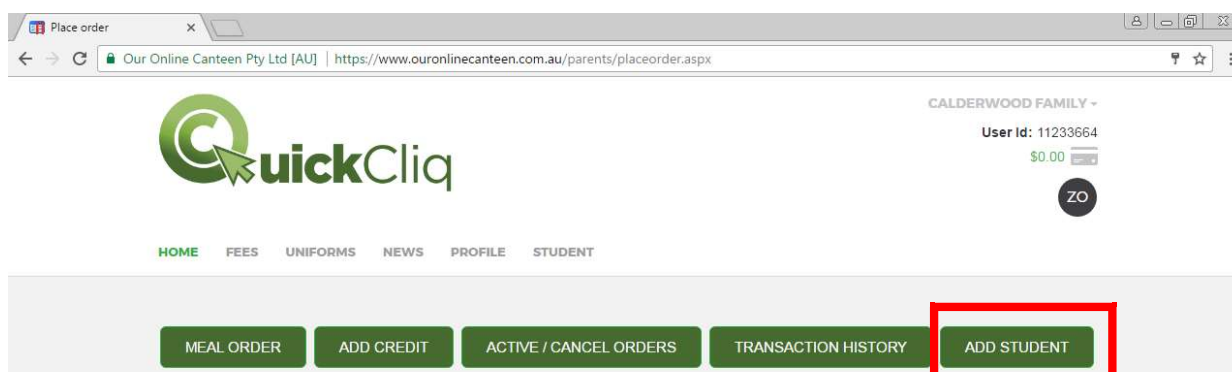 Place order
Our Online Canteen Pty Ltd [AU] | https://www.ouronlinecanteen.com.au/parents/placeorder.aspx
QuickCliq
CALDERWOOD FAMILY
User Id: 11233664
$0.00
ZO
HOME FEES UNIFORMS NEWS PROFILE STUDENT
MEAL ORDER ADD CREDIT ACTIVE / CANCEL ORDERS TRANSACTION HISTORY ADD STUDENT